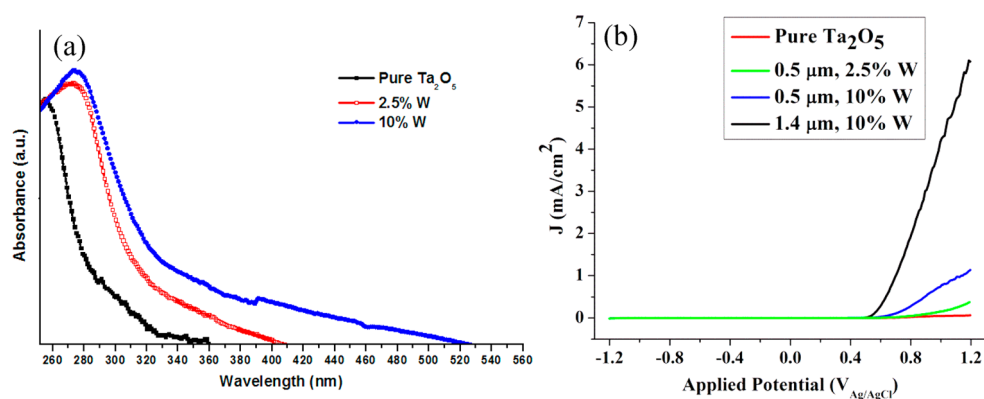 (a)
Pure Ta2O5
2.5% W
10% W
Absorbance (a.u.)
260 280 300 320 340 360 380 400 420 440 460 480 500 520 540 560
Wavelength (nm)
(b)
Pure Ta2O5
0.5 μm, 2.5% W
0.5 μm, 10% W
1.4 μm, 10% W
J (mA/cm2)
7
6
5
4
3
2
1
0
-1.2 -0.8 -0.4 0.0 0.4 0.8 1.2
Applied Potential (VAg/AgCl)